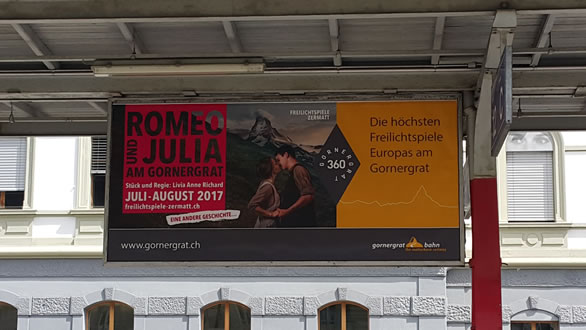 ROMEO
UND
JULIA
AM GORNERGRAT
Stück und Regie: Livia Anne Richard
JULI-AUGUST 2017
freilichtspiele-zermatt.ch
EINE ANDERE GESCHICHTE...
FREILICHTSPIELE
ZERMATT
GORNERGRAT
360
Die höchsten
Freilichtspiele
Europas am
Gornergrat
www.gornergrat.ch
gornergrat bahn